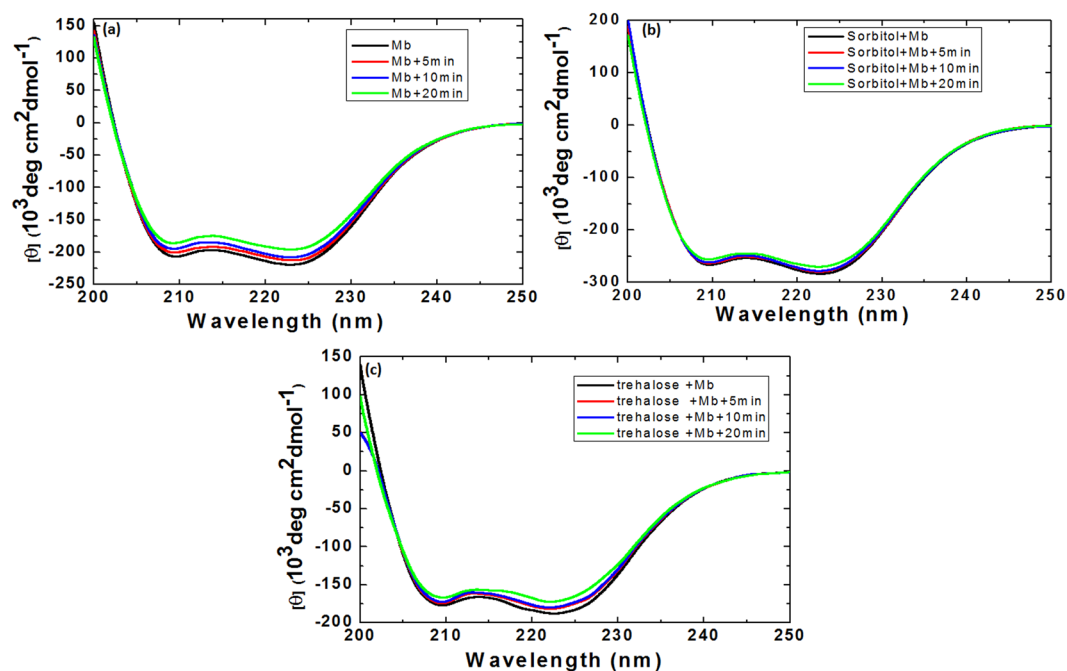 (a)
Mb
Mb+5min
Mb+10min
Mb+20min
150
100
50
0
-50
-100
-150
-200
-250
[θ] (10³deg cm²dmol⁻¹)
200 210 220 230 240 250
Wavelength (nm)
(b)
Sorbitol+Mb
Sorbitol+Mb+5min
Sorbitol+Mb+10min
Sorbitol+Mb+20min
200
100
0
-100
-200
-300
[θ] (10³deg cm²dmol⁻¹)
200 210 220 230 240 250
Wavelength (nm)
(c)
trehalose +Mb
trehalose +Mb+5min
trehalose +Mb+10min
trehalose +Mb+20min
150
100
50
0
-50
-100
-150
-200
[θ] (10³deg cm²dmol⁻¹)
200 210 220 230 240 250
Wavelength (nm)